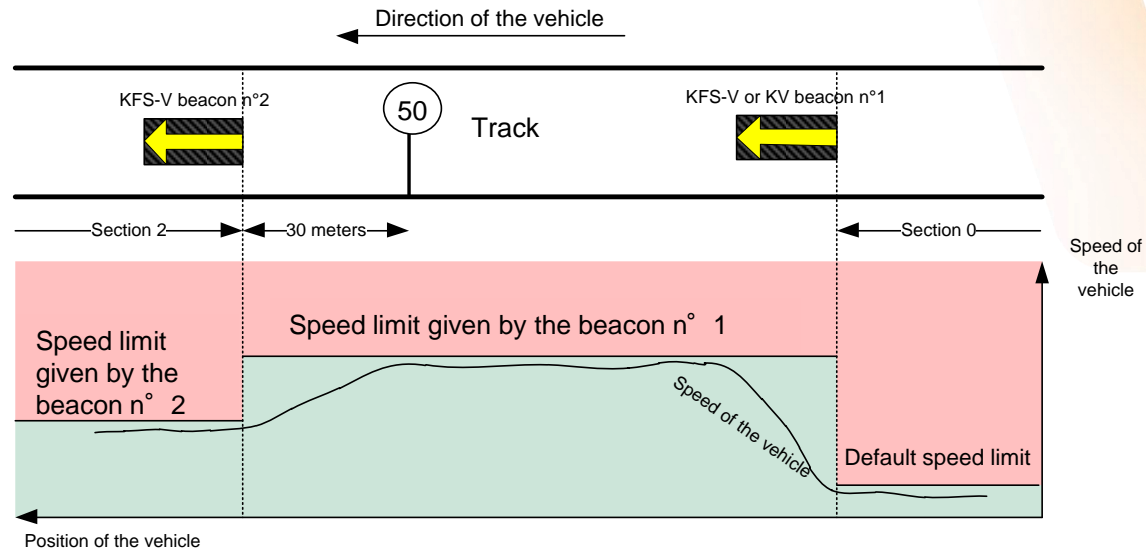 Direction of the vehicle
KFS-V beacon n°2
KFS-V or KV beacon n°1
50
Track
Section 2
30 meters
Section 0
Speed of
the
vehicle
Speed limit given by the beacon n° 1
Speed limit
given by the
beacon n° 2
Speed of the vehicle
Default speed limit
Position of the vehicle